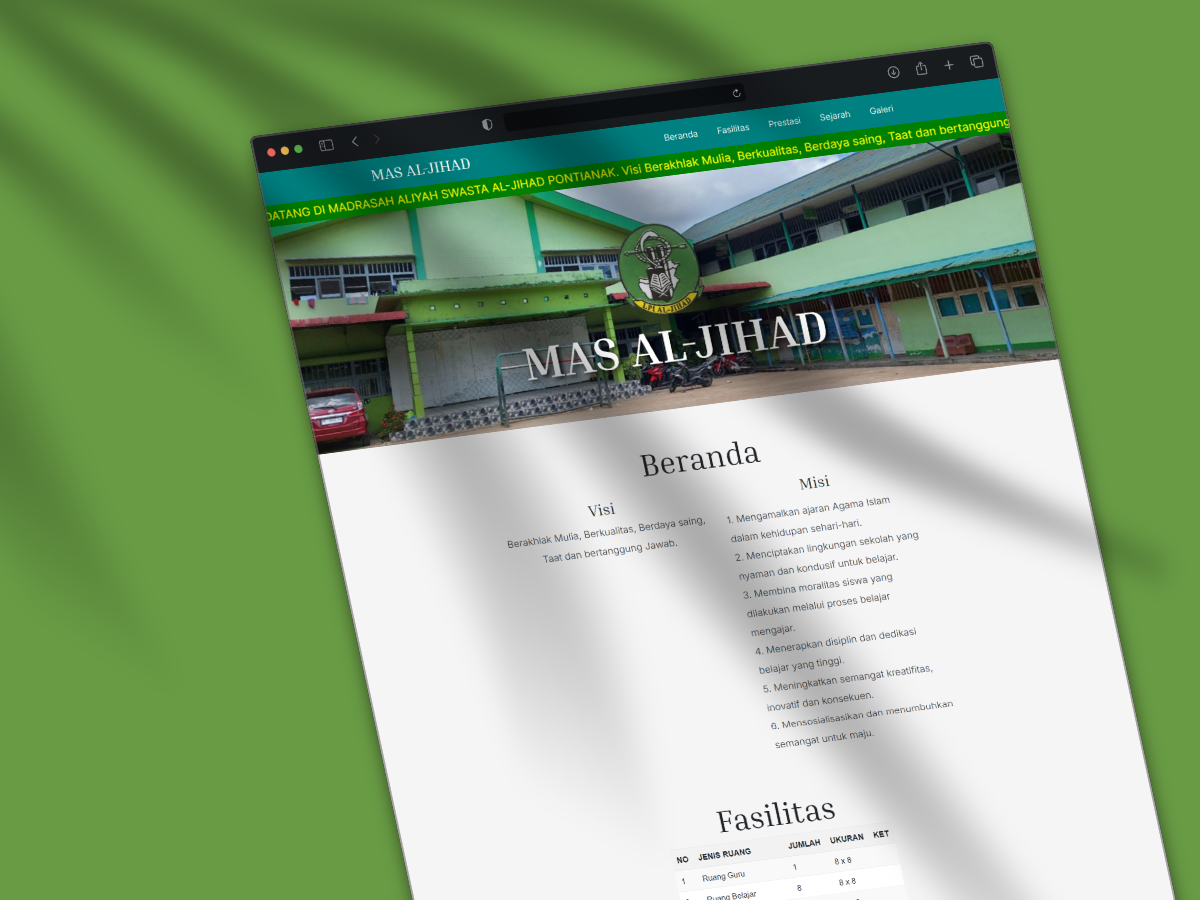 MAS AL-JIHAD
Beranda Fasilitas Prestasi Sejarah Galeri
DATANG DI MADRASAH ALIYAH SWASTA AL-JIHAD PONTIANAK. Visi Berakhlak Mulia, Berkualitas, Berdaya saing, Taat dan bertanggung
LPI AL-JIHAD
MAS AL-JIHAD
Beranda
Visi
Berakhlak Mulia, Berkualitas, Berdaya saing,
Taat dan bertanggung Jawab.
Misi
1. Mengamalkan ajaran Agama Islam
dalam kehidupan sehari-hari.
2. Menciptakan lingkungan sekolah yang
nyaman dan kondusif untuk belajar.
3. Membina moralitas siswa yang
dilakukan melalui proses belajar
mengajar.
4. Menerapkan disiplin dan dedikasi
belajar yang tinggi.
5. Meningkatkan semangat kreatifitas,
inovatif dan konsekuen.
6. Mensosialisasikan dan menumbuhkan
semangat untuk maju.
Fasilitas
NO JENIS RUANG JUMLAH UKURAN KET
1 Ruang Guru 1 8 x 8
Ruang Belajar 8 8 x 8